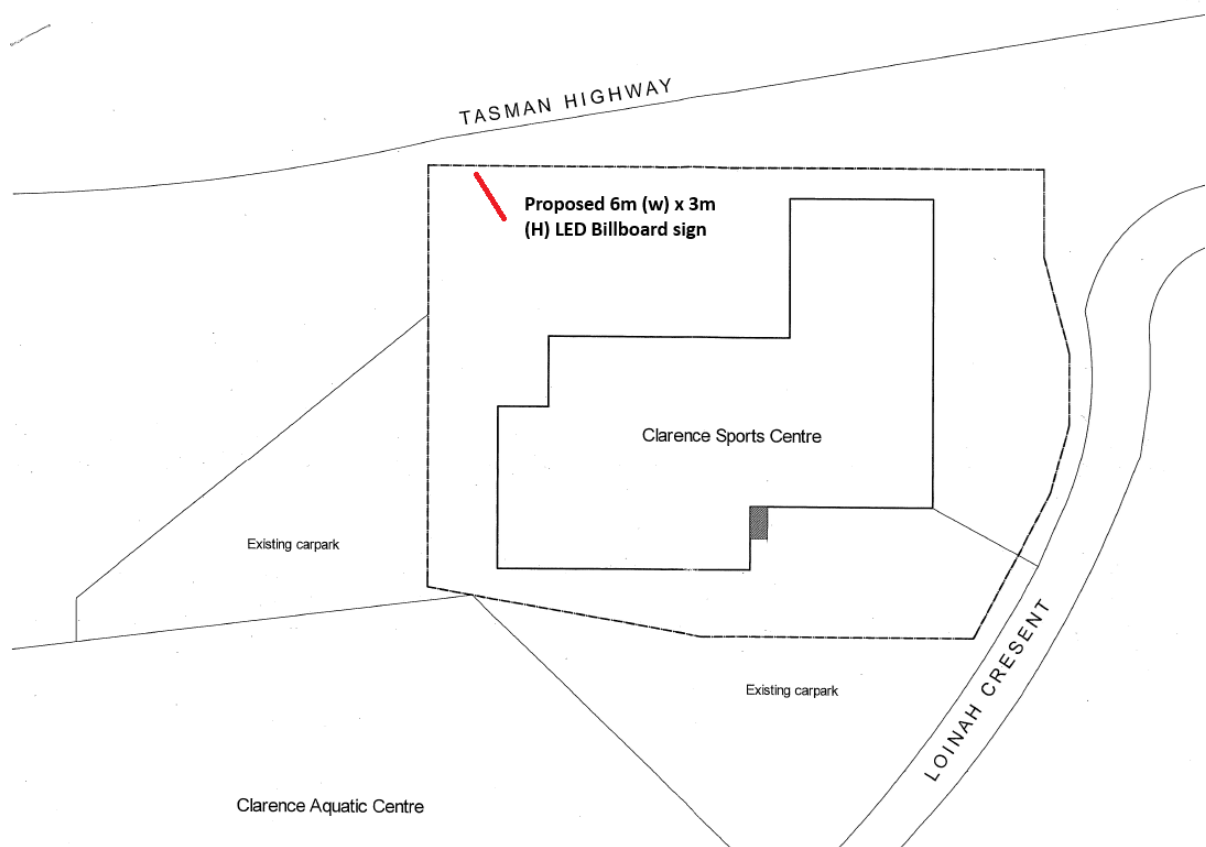 TASMAN HIGHWAY
Proposed 6m (w) x 3m
(H) LED Billboard sign
Clarence Sports Centre
Existing carpark
LOINAH CRESENT
Existing carpark
Clarence Aquatic Centre